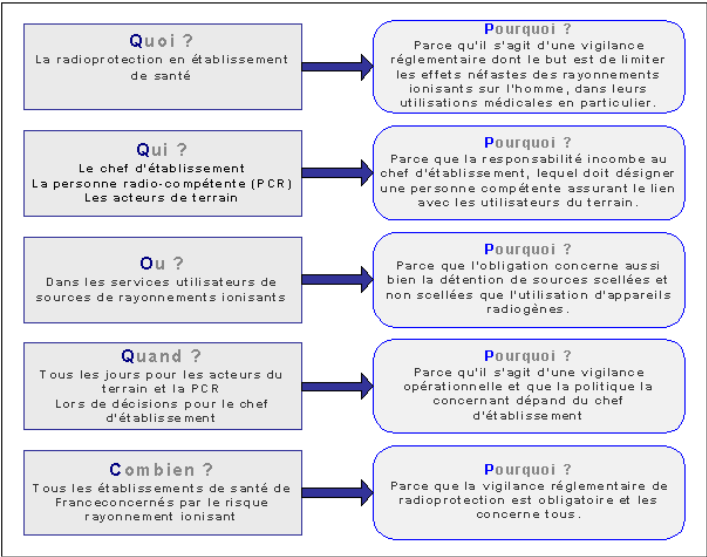 Quoi ?
La radioprotection en établissement
de santé
Pourquoi ?
Parce qu'il s'agit d'une vigilance
réglementaire dont le but est de limiter
les effets néfastes des rayonnements
ionisants sur l'homme, dans leurs
utilisations médicales en particulier.
Qui ?
Le chef d'établissement
La personne radio-compétente (PCR)
Les acteurs de terrain
Pourquoi ?
Parce que la responsabilité incombe au
chef d'établissement, lequel doit désigner
une personne compétente assurant le lien
avec les utilisateurs du terrain.
Ou ?
Dans les services utilisateurs de
sources de rayonnements ionisants
Pourquoi ?
Parce que l'obligation concerne aussi
bien la détention de sources scellées et
non scellées que l'utilisation d'appareils
radiogènes.
Quand ?
Tous les jours pour les acteurs du
terrain et la PCR
Lors de décisions pour le chef
d'établissement
Pourquoi ?
Parce qu'il s'agit d'une vigilance
opérationnelle et que la politique la
concernant dépand du chef
d'établissement
Combien ?
Tous les établissements de santé de
Franceconcernés par le risque
rayonnement ionisant
Pourquoi ?
Parce que la vigilance réglementaire de
radioprotection est obligatoire et les
concerne tous.